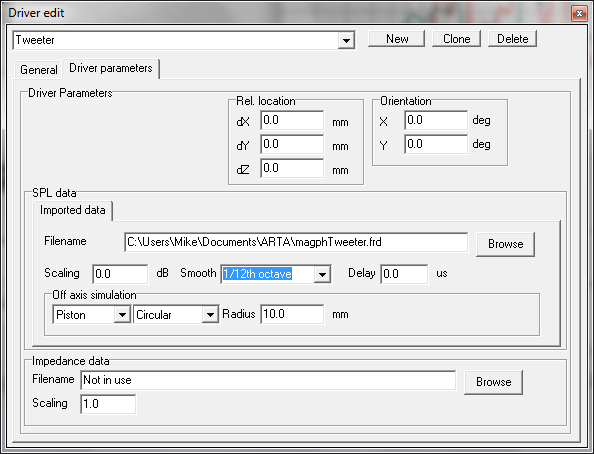 Driver edit
Tweeter New Clone Delete
General Driver parameters
Driver Parameters
Rel. location Orientation
dX 0.0 mm X 0.0 deg
dY 0.0 mm Y 0.0 deg
dZ 0.0 mm
SPL data
Imported data
Filename C:\Users\Mike\Documents\ARTA\magphTweeter.frd Browse
Scaling 0.0 dB Smooth 1/12th octave Delay 0.0 us
Off axis simulation
Piston Circular Radius 10.0 mm
Impedance data
Filename Not in use Browse
Scaling 1.0